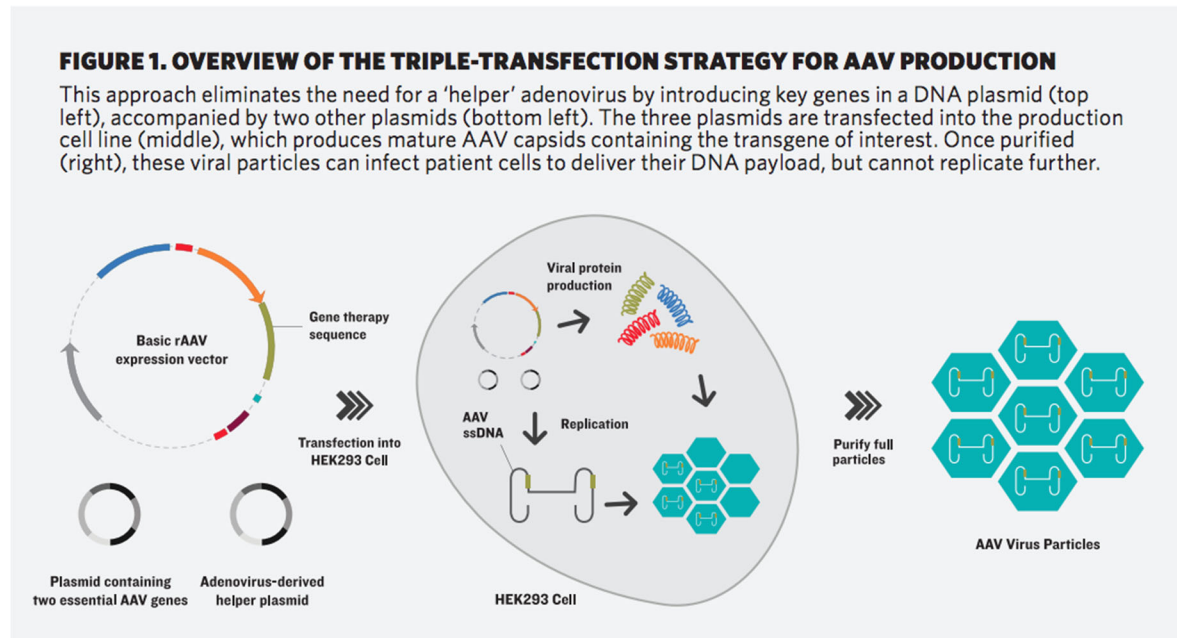 FIGURE 1. OVERVIEW OF THE TRIPLE-TRANSFECTION STRATEGY FOR AAV PRODUCTION
This approach eliminates the need for a ‘helper’ adenovirus by introducing key genes in a DNA plasmid (top
left), accompanied by two other plasmids (bottom left). The three plasmids are transfected into the production
cell line (middle), which produces mature AAV capsids containing the transgene of interest. Once purified
(right), these viral particles can infect patient cells to deliver their DNA payload, but cannot replicate further.
Basic rAAV
expression vector
Gene therapy
sequence
Plasmid containing
two essential AAV genes
Adenovirus-derived
helper plasmid
Transfection into
HEK293 Cell
Viral protein
production
AAV
ssDNA
Replication
HEK293 Cell
Purify full
particles
AAV Virus Particles